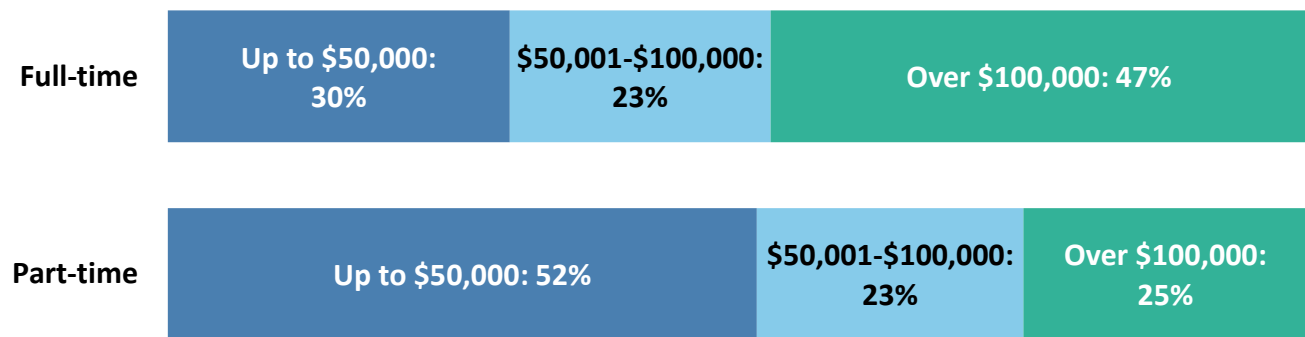 Full-time
Up to $50,000:
30%
$50,001-$100,000:
23%
Over $100,000: 47%
Part-time
Up to $50,000: 52%
$50,001-$100,000:
23%
Over $100,000:
25%